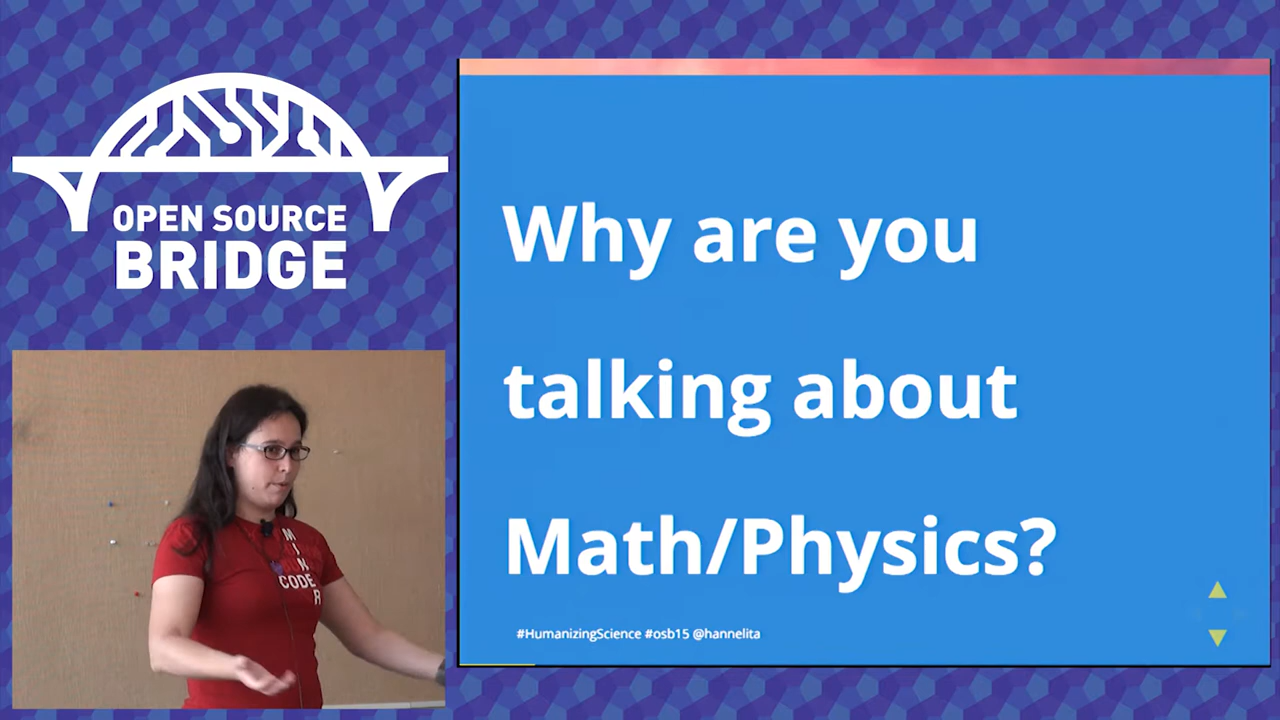 OPEN SOURCE
BRIDGE
Why are you
talking about
Math/Physics?
#HumanizingScience #osb15 @hannelita
CODE